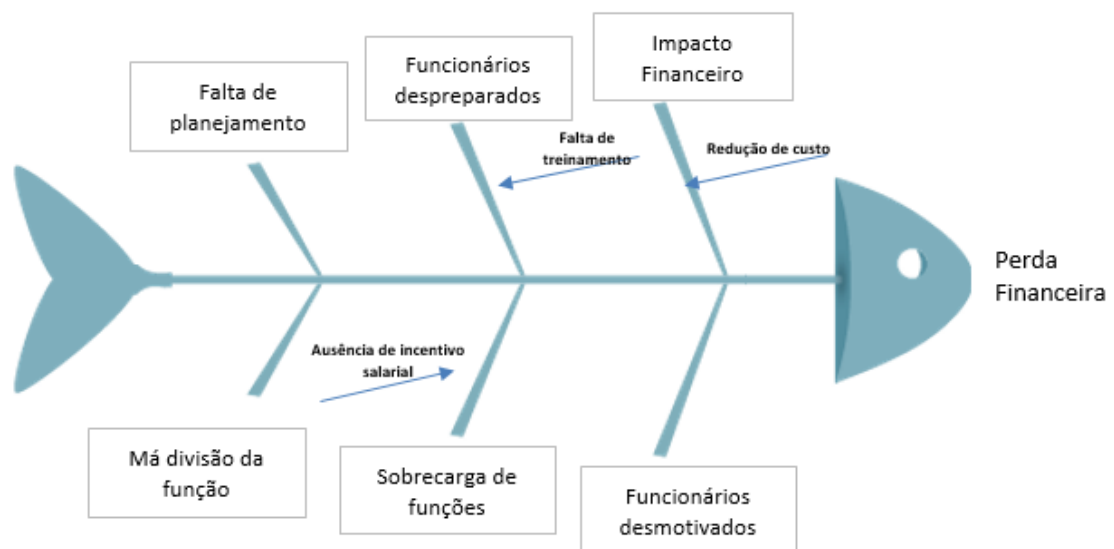 Falta de
planejamento
Funcionários
despreparados
Impacto
Financeiro
Falta de
treinamento
Redução de custo
Perda
Financeira
Ausência de incentivo
salarial
Má divisão da
função
Sobrecarga de
funções
Funcionários
desmotivados